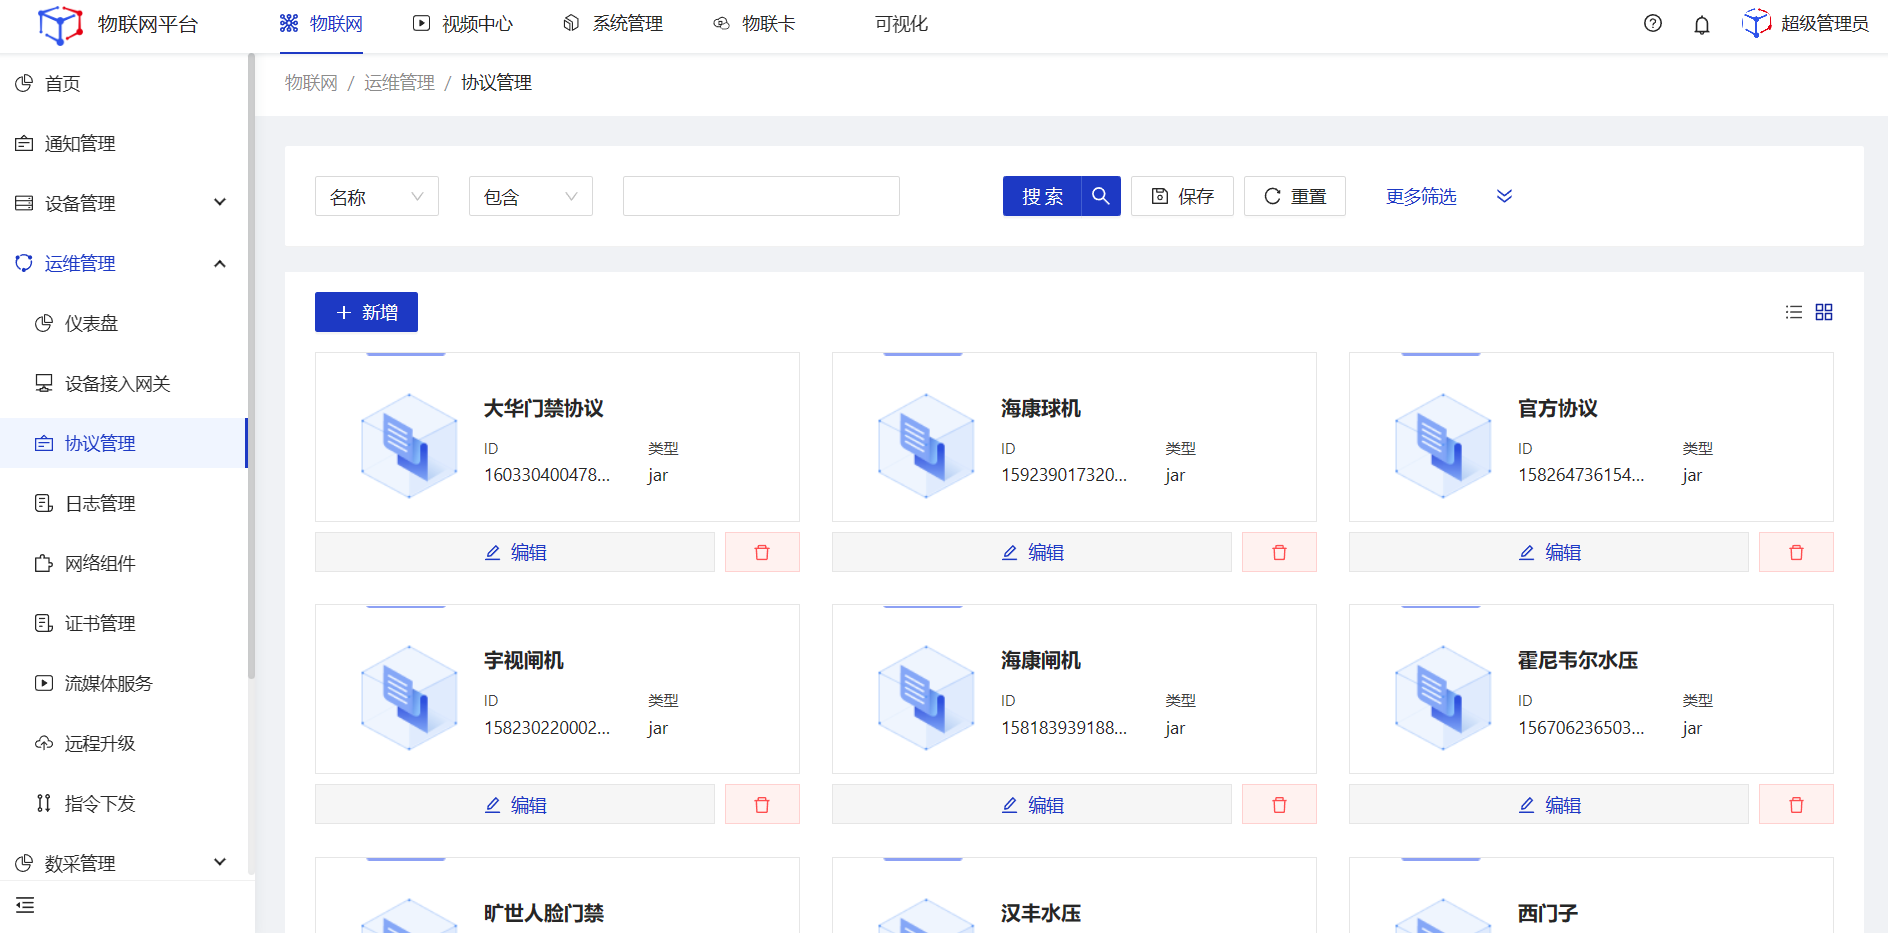 物联网平台
物联网
视频中心
系统管理
物联卡
可视化
超级管理员
首页
通知管理
设备管理
运维管理
仪表盘
设备接入网关
协议管理
日志管理
网络组件
证书管理
流媒体服务
远程升级
指令下发
数采管理
物联网 / 运维管理 / 协议管理
名称
包含
搜索
保存
重置
更多筛选
新增
大华门禁协议
ID
类型
160330400478...
jar
编辑
海康球机
ID
类型
159239017320...
jar
编辑
官方协议
ID
类型
158264736154...
jar
编辑
宇视闸机
ID
类型
158230220002...
jar
编辑
海康闸机
ID
类型
158183939188...
jar
编辑
霍尼韦尔水压
ID
类型
156706236503...
jar
编辑
旷世人脸门禁
汉丰水压
西门子